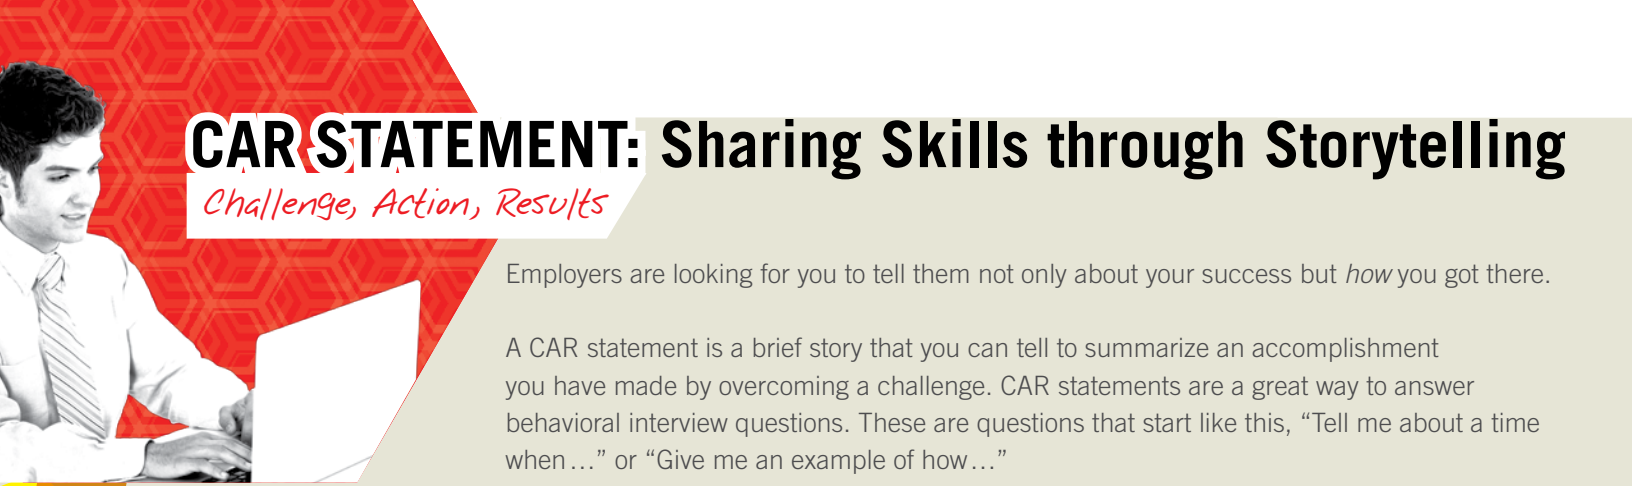 CAR STATEMENT: Sharing Skills through Storytelling
Challenge, Action, Results
Employers are looking for you to tell them not only about your success but how you got there.
A CAR statement is a brief story that you can tell to summarize an accomplishment
you have made by overcoming a challenge. CAR statements are a great way to answer
behavioral interview questions. These are questions that start like this, “Tell me about a time
when…” or “Give me an example of how…”